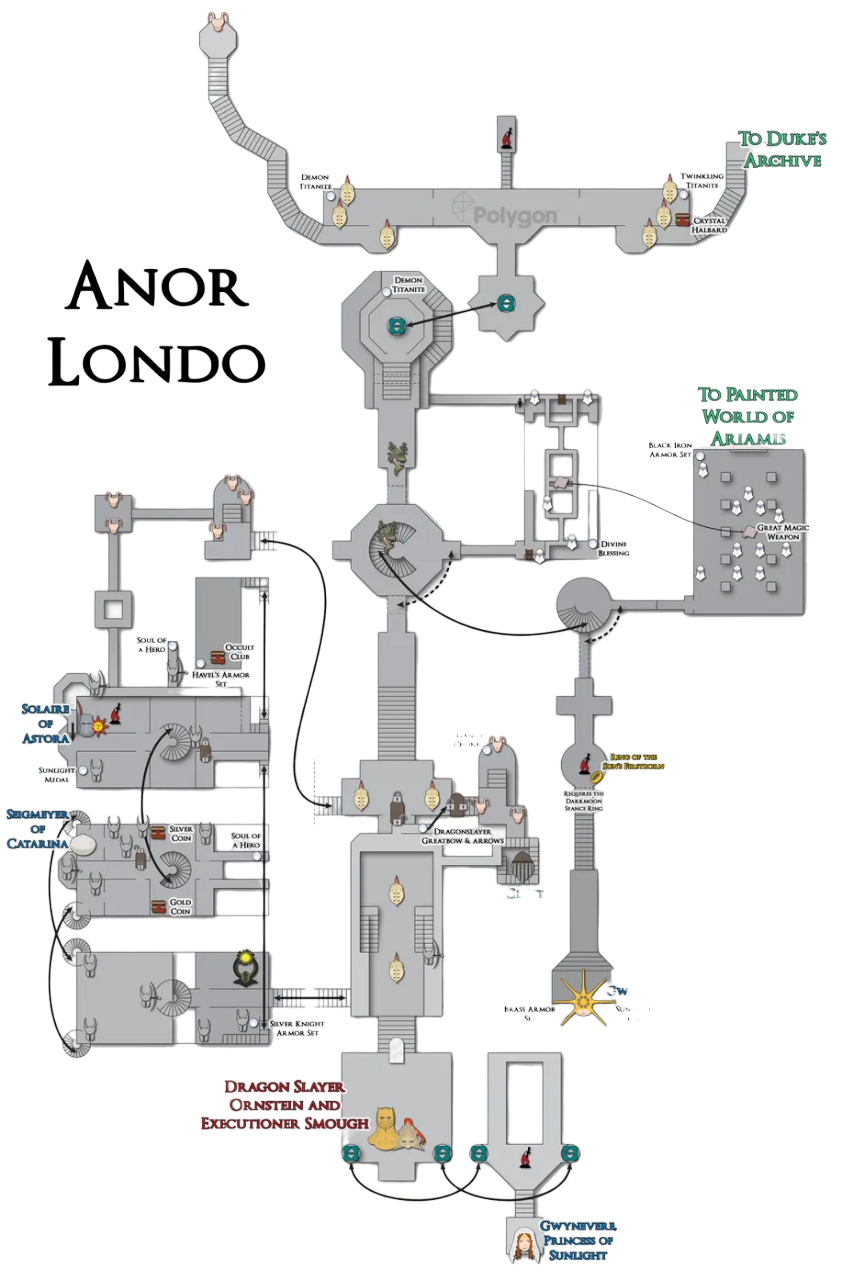 To Duke's
Archive
Demon
Titanite
Twinkling
Titanite
Polygon
Crystal
Halbard
Anor
Londo
Demon
Titanite
To Painted
World of
Ariamis
Black Iron
Armor Set
Great Magic
Weapon
Divine
Blessing
Soul of
a Hero
Occult
Club
Havel's Armor
Set
Solaire
of
Astora
Sunlight
Medal
Ring of the
Sun's Firstborn
Requires the
Darkmoon
Seance Ring
Seigmeyer
of
Catarina
Silver
Coin
Soul of
a Hero
Dragonslayer
Greatbow & Arrows
Gold
Coin
Silver Knight
Armor Set
Brass Armor
Gw
Dragon Slayer
Ornstein and
Executioner Smough
Gwynevere,
Princess of
Sunlight